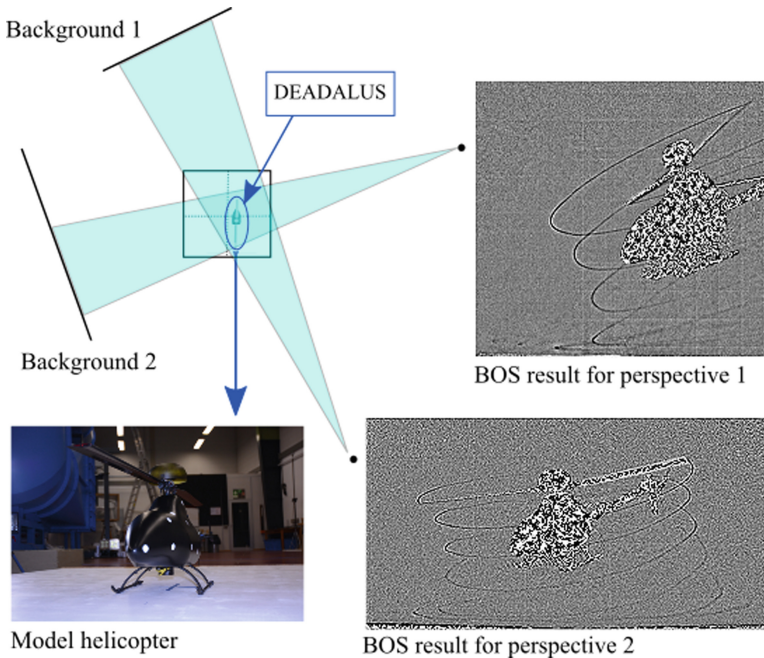 Background 1
DEADALUS
Background 2
BOS result for perspective 1
Model helicopter
BOS result for perspective 2